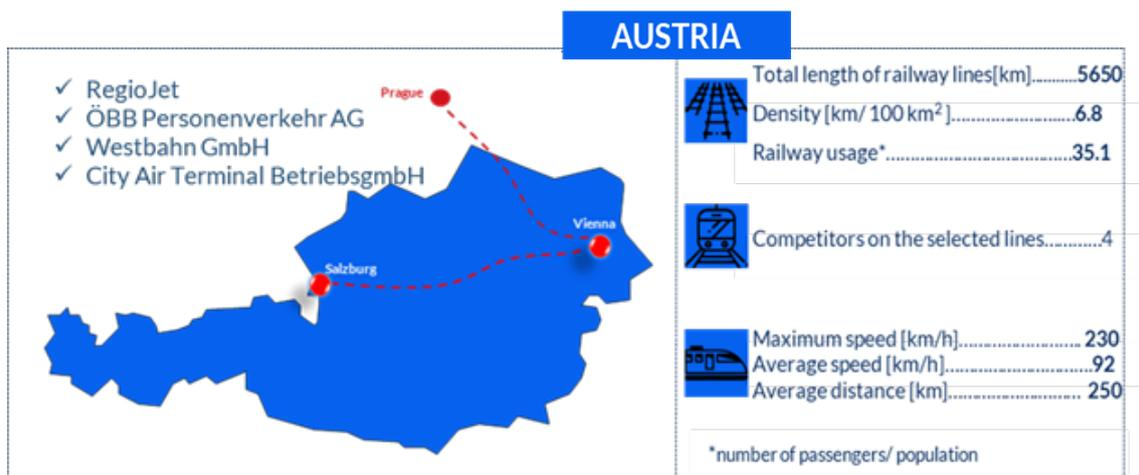 AUSTRIA
✓ RegioJet
✓ ÖBB Personenverkehr AG
✓ Westbahn GmbH
✓ City Air Terminal BetriebsgmbH
Prague
Vienna
Salzburg
Total length of railway lines[km]..........5650
Density [km/ 100 km²]..............................6.8
Railway usage*............................................35.1
Competitors on the selected lines............4
Maximum speed [km/h]............................. 230
Average speed [km/h]................................92
Average distance [km]................................ 250
*number of passengers/ population